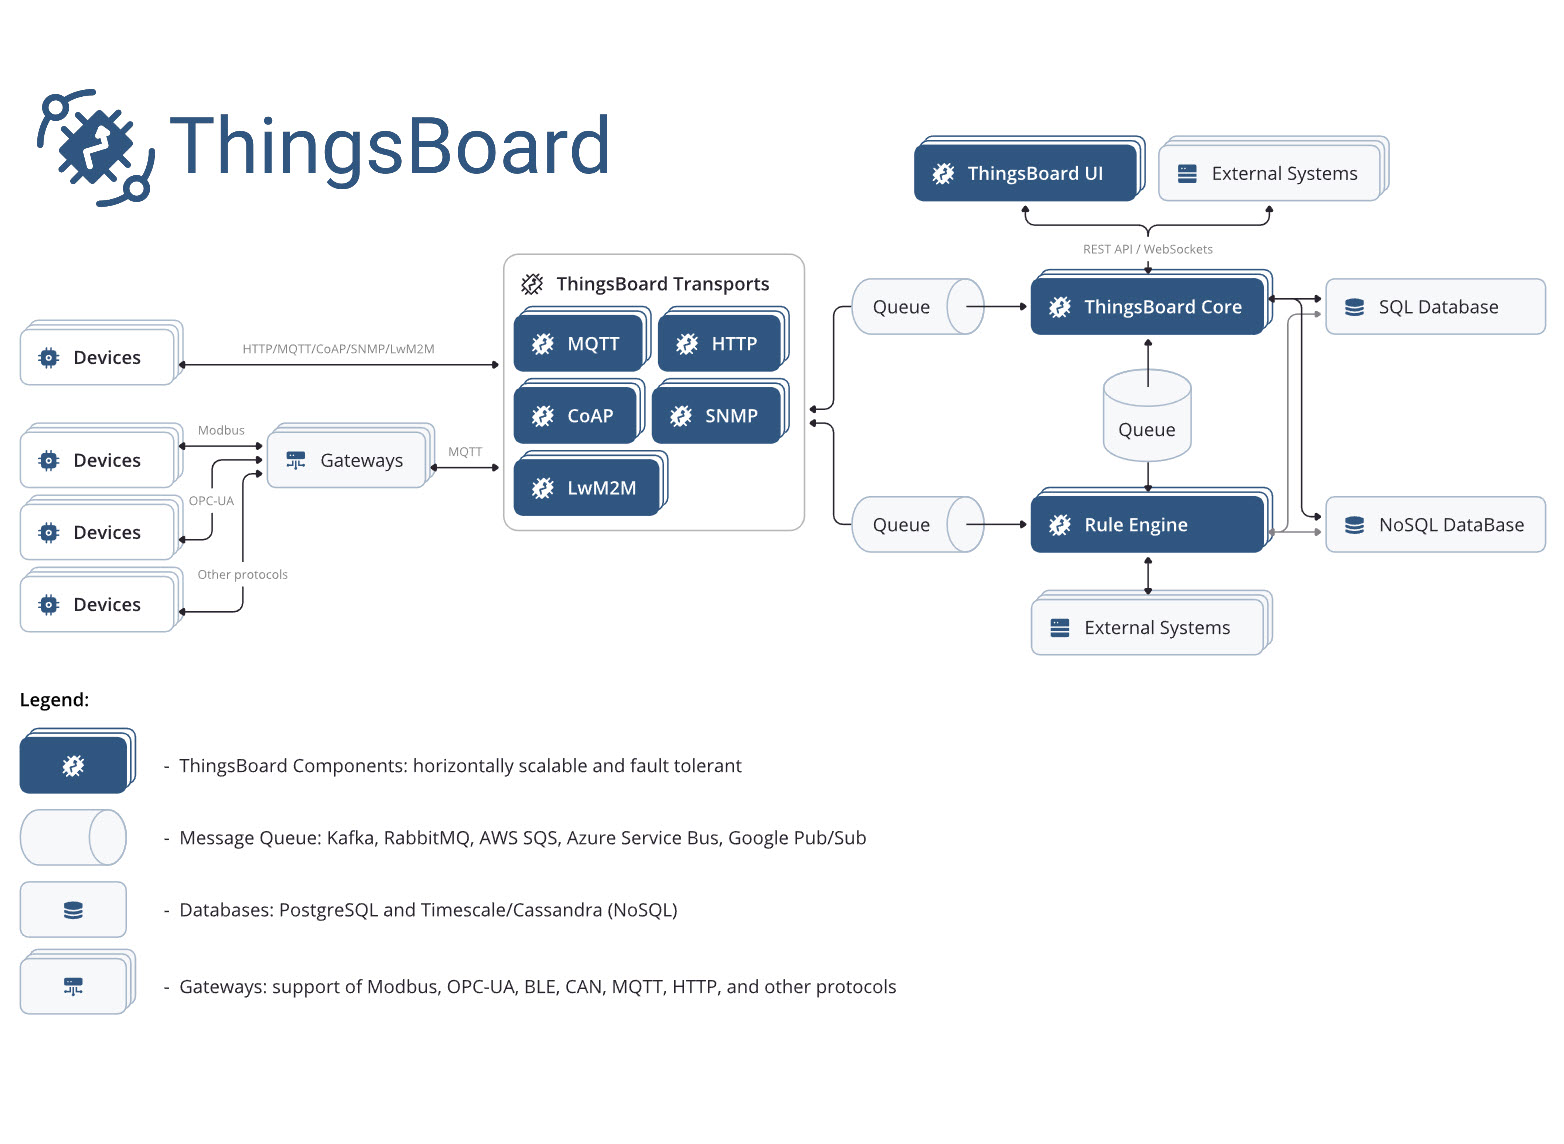 ThingsBoard
ThingsBoard UI
External Systems
REST API / WebSockets
ThingsBoard Transports
MQTT
HTTP
CoAP
SNMP
LwM2M
Devices
HTTP/MQTT/CoAP/SNMP/LwM2M
Devices
Modbus
Gateways
MQTT
OPC-UA
Devices
Other protocols
Devices
Queue
ThingsBoard Core
SQL Database
Queue
Queue
Rule Engine
NoSQL DataBase
External Systems
Legend:
- ThingsBoard Components: horizontally scalable and fault tolerant
- Message Queue: Kafka, RabbitMQ, AWS SQS, Azure Service Bus, Google Pub/Sub
- Databases: PostgreSQL and Timescale/Cassandra (NoSQL)
- Gateways: support of Modbus, OPC-UA, BLE, CAN, MQTT, HTTP, and other protocols